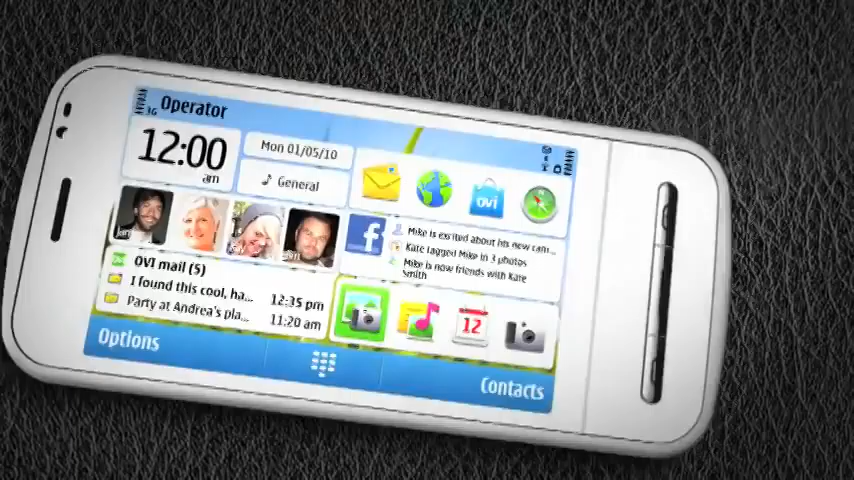 3G Operator
12:00
am
Mon 01/05/10
General
ovi
f
Mike is excited about his new cam...
Kate tagged Mike in 3 photos
Mike is now friends with Kate
Smith
OVI mail (5)
I found this cool, ha... 12:35 pm
Party at Andrea's pla... 11:20 am
12
Options
Contacts